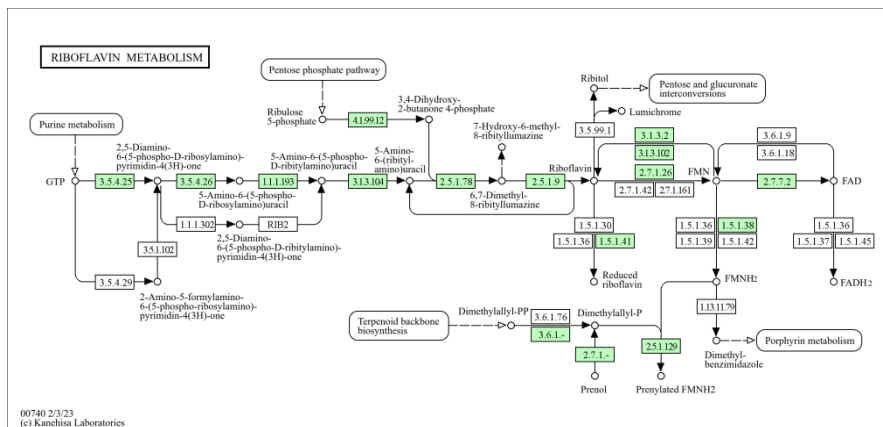 RIBOFLAVIN METABOLISM
Pentose phosphate pathway
Ribitol
Pentose and glucuronate
interconversions
Ribulose
5-phosphate
4.1.99.12
3,4-Dihydroxy-
2-butanone 4-phosphate
3.5.99.1
Lumichrome
Purine metabolism
2,5-Diamino-
6-(5-phospho-D-ribosylamino)-
pyrimidin-4(3H)-one
5-Amino-6-(5-phospho-
D-ribitylamino)uracil
5-Amino-
6-(ribityl-
amino)uracil
7-Hydroxy-6-methyl-
8-ribityllumazine
Riboflavin
3.1.3.2
3.1.3.102
2.7.1.26
2.7.1.42
2.7.1.161
FMN
3.6.1.9
3.6.1.18
2.7.7.2
FAD
GTP
3.5.4.25
3.5.4.26
1.1.1.193
3.1.3.104
2.5.1.78
2.5.1.9
5-Amino-6-(5-phospho-
D-ribosylamino)uracil
6,7-Dimethyl-
8-ribityllumazine
1.1.1.302
RIB2
2,5-Diamino-
6-(5-phospho-D-ribitylamino)-
pyrimidin-4(3H)-one
3.5.1.102
3.5.4.29
2-Amino-5-formylamino-
6-(5-phospho-ribosylamino)-
pyrimidin-4(3H)-one
1.5.1.30
1.5.1.36
1.5.1.41
Reduced
riboflavin
1.5.1.36
1.5.1.38
1.5.1.39
1.5.1.42
FMNH2
1.5.1.36
1.5.1.37
1.5.1.45
FADH2
1.13.11.79
Dimethyl-
benzimidazole
Porphyrin metabolism
Terpenoid backbone
biosynthesis
Dimethylallyl-PP
3.6.1.76
3.6.1.-
Dimethylallyl-P
2.7.1.-
2.5.1.129
Prenol
Prenylated FMNH2
00740 2/3/23
(c) Kanehisa Laboratories